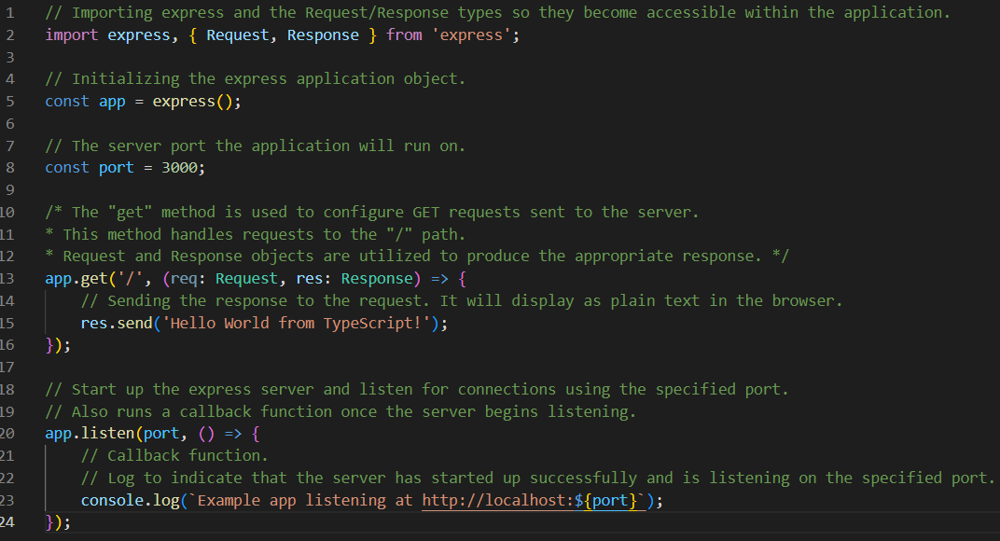 1 // Importing express and the Request/Response types so they become accessible within the application.
2 import express, { Request, Response } from 'express';
3
4 // Initializing the express application object.
5 const app = express();
6
7 // The server port the application will run on.
8 const port = 3000;
9
10 /* The "get" method is used to configure GET requests sent to the server.
11 * This method handles requests to the "/" path.
12 * Request and Response objects are utilized to produce the appropriate response. */
13 app.get('/', (req: Request, res: Response) => {
14     // Sending the response to the request. It will display as plain text in the browser.
15     res.send('Hello World from TypeScript!');
16 });
17
18 // Start up the express server and listen for connections using the specified port.
19 // Also runs a callback function once the server begins listening.
20 app.listen(port, () => {
21     // Callback function.
22     // Log to indicate that the server has started up successfully and is listening on the specified port.
23     console.log(`Example app listening at http://localhost:${port}`);
24 });